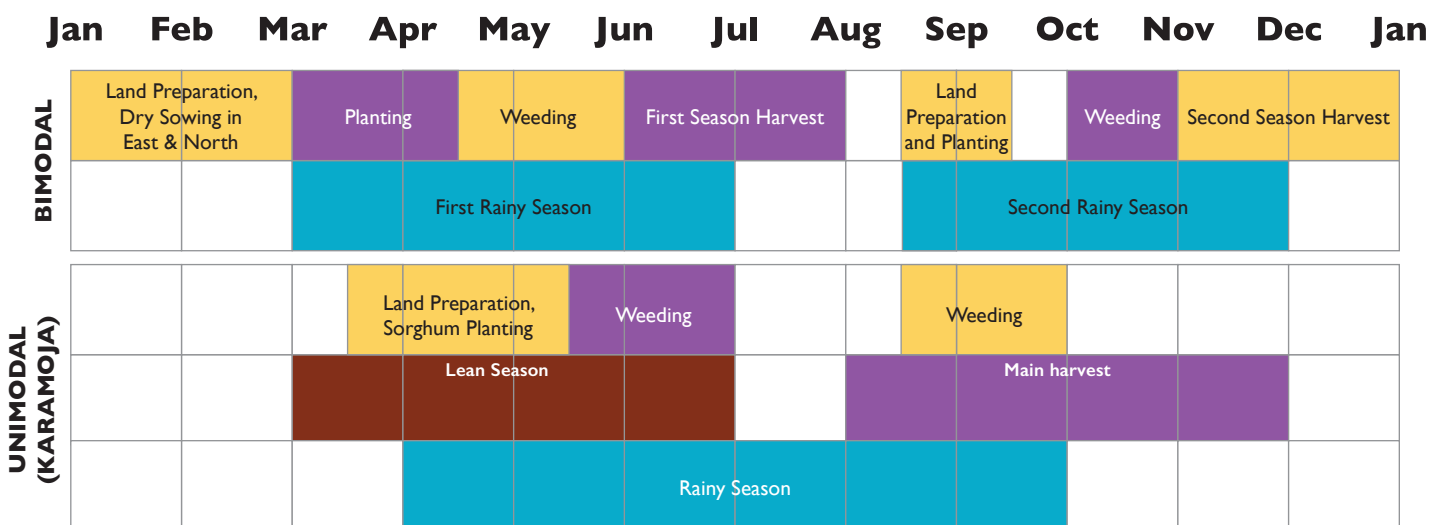 Jan Feb Mar Apr May Jun Jul Aug Sep Oct Nov Dec Jan
BIMODAL
Land Preparation,
Dry Sowing in
East & North
Planting
Weeding
First Season Harvest
Land
Preparation
and Planting
Weeding
Second Season Harvest
First Rainy Season
Second Rainy Season
UNIMODAL
(KARAMOJA)
Land Preparation,
Sorghum Planting
Weeding
Weeding
Lean Season
Main harvest
Rainy Season